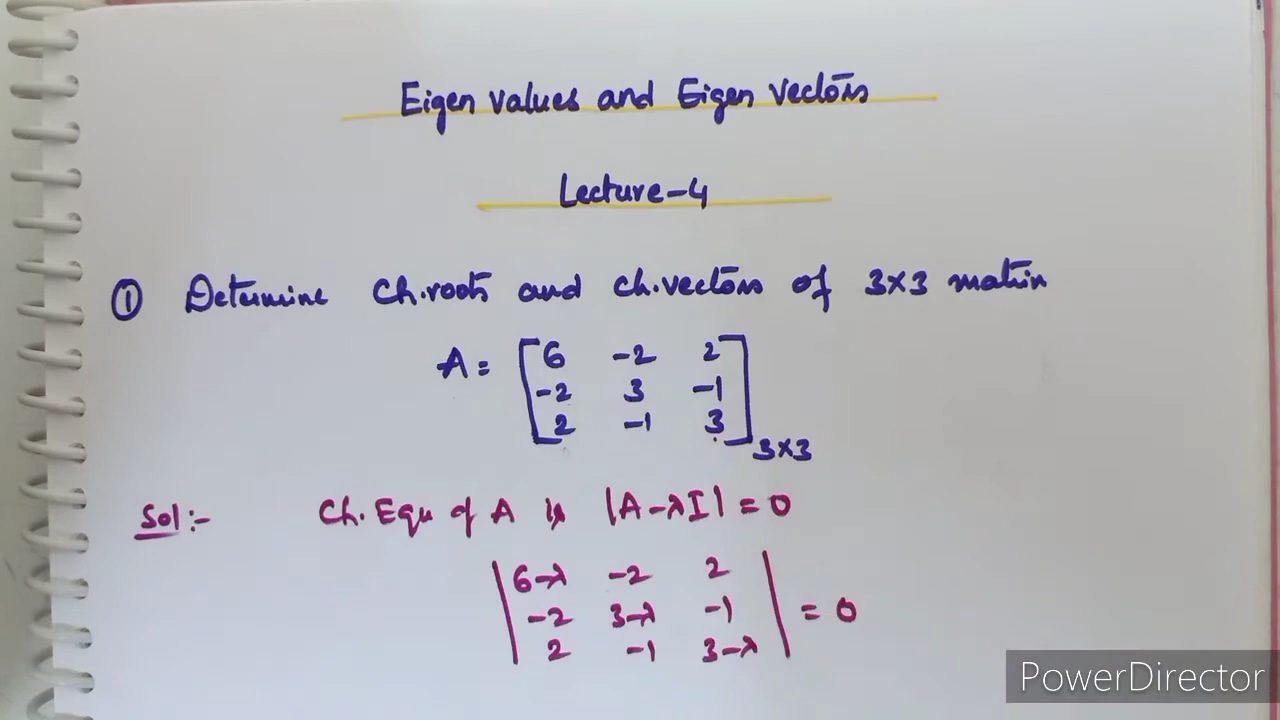 Eigen values and Eigen vectors
Lecture-4
① Determine Ch.roots and ch.vectors of 3×3 matrix
A = [6 -2 2
-2 3 -1
2 -1 3]3×3
Sol:- Ch. Equ of A is |A-λI| = 0
|6-λ -2 2
-2 3-λ -1
2 -1 3-λ| = 0
PowerDirector